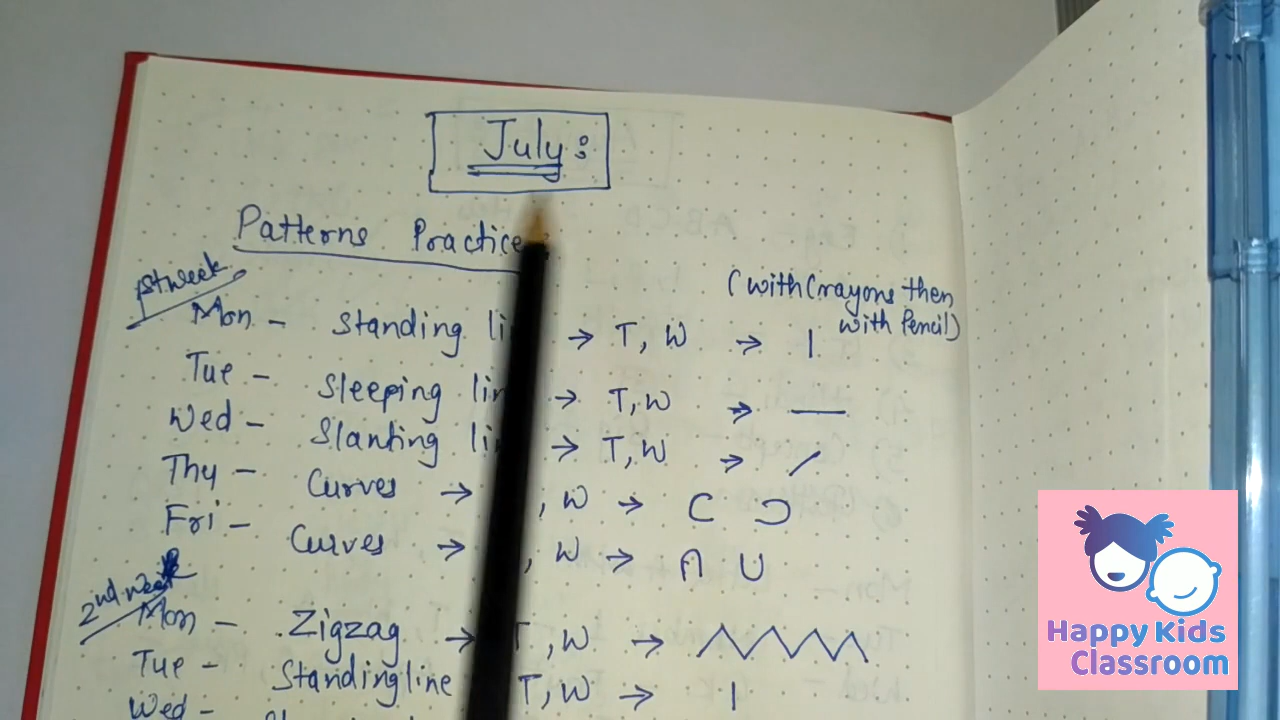 July :
Patterns Practice :
1st week
(with Crayons then
with Pencil)
Mon - Standing li → T, W → |
Tue - Sleeping lin → T, W → —
Wed - Slanting li → T, W → /
Thu - Curves → , W → C Ɔ
Fri - Curves → , W → ∩ U
2nd week
Mon - Zigzag → T, W → /\/\/\/\
Tue - Standing line T, W → |
Wed -
Happy Kids
Classroom